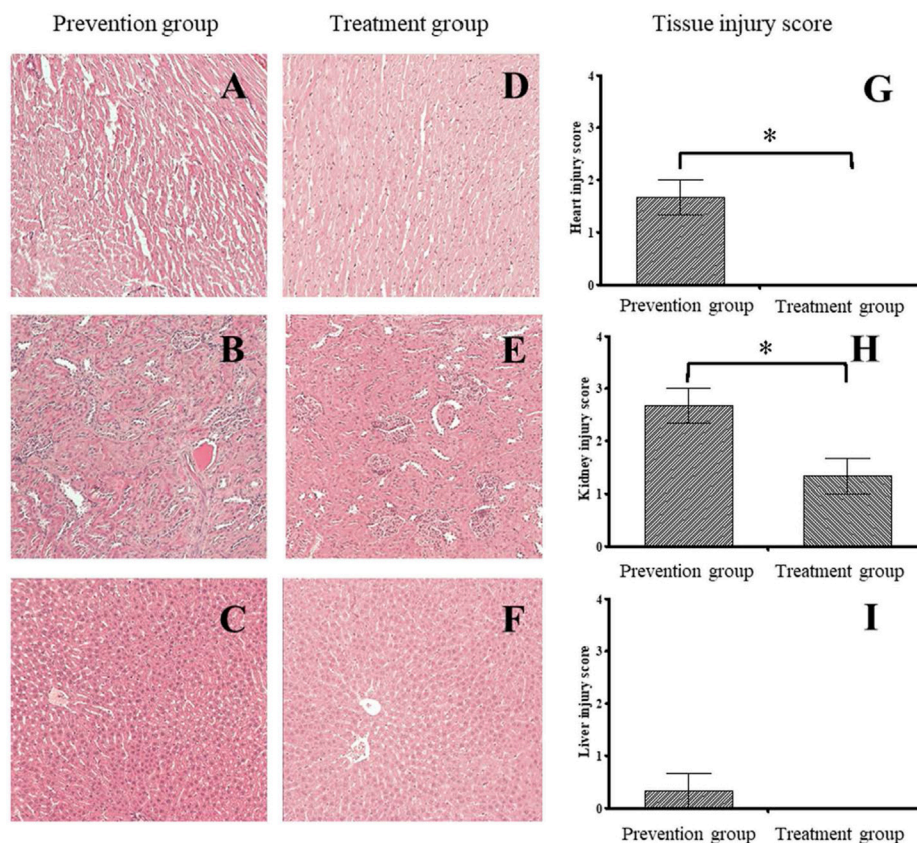 Prevention group
Treatment group
Tissue injury score
A
D
G
Heart injury score
4
3
2
1
0
*
Prevention group
Treatment group
B
E
H
Kidney injury score
4
3
2
1
0
*
Prevention group
Treatment group
C
F
I
Liver injury score
4
3
2
1
0
Prevention group
Treatment group